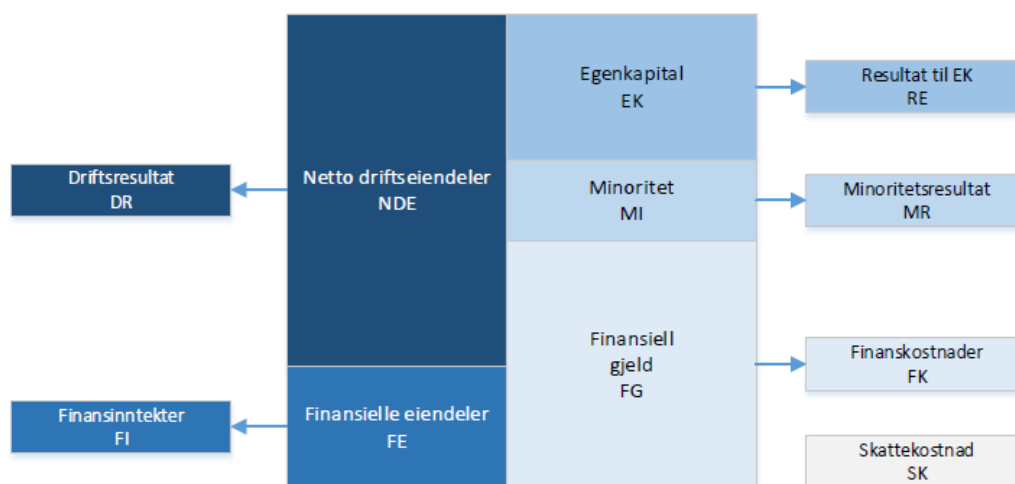 Egenkapital
EK
Resultat til EK
RE
Driftsresultat
DR
Netto driftseiendeler
NDE
Minoritet
MI
Minoritetsresultat
MR
Finansiell
gjeld
FG
Finanskostnader
FK
Finansinntekter
FI
Finansielle eiendeler
FE
Skattekostnad
SK